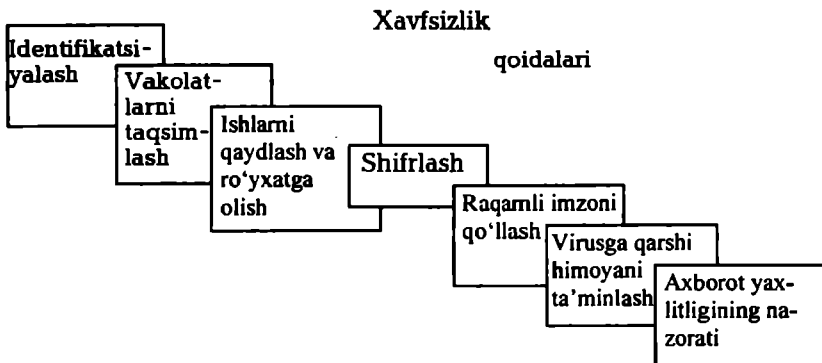 Xavfsizlik
qoidalari
Identifikatsi-
yalash
Vakolat-
larni
taqsim-
lash
Ishlarni
qaydlash va
ro‘yxatga
olish
Shifrlash
Raqamli imzoni
qo‘llash
Virusga qarshi
himoyani
ta’minlash
Axborot yax-
litligining na-
zorati